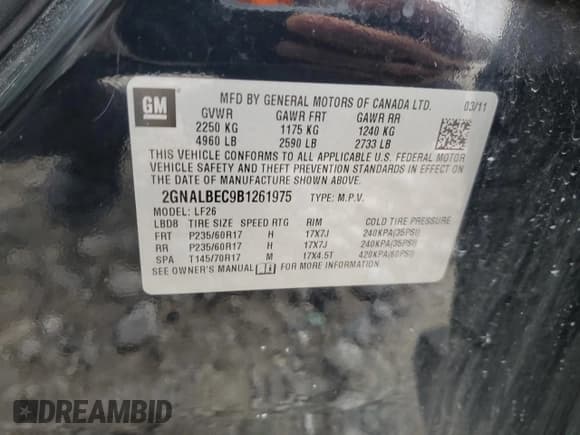 GM
MFD BY GENERAL MOTORS OF CANADA LTD. 03/11
GVWR GAWR FRT GAWR RR
2250 KG 1175 KG 1240 KG
4960 LB 2590 LB 2733 LB
THIS VEHICLE CONFORMS TO ALL APPLICABLE U.S. FEDERAL MOTOR
VEHICLE SAFETY AND THEFT PREVENTION STANDARDS IN EFFECT ON
THE DATE OF MANUFACTURE SHOWN ABOVE.
2GNALBEC9B1261975 TYPE: M.P.V.
MODEL: LF26
LBDB TIRE SIZE SPEED RTG RIM COLD TIRE PRESSURE
FRT P235/60R17 H 17X7J 240KPA(35PSI)
RR P235/60R17 H 17X7J 240KPA(35PSI)
SPA T145/70R17 M 17X4.5T 420KPA(60PSI)
SEE OWNER'S MANUAL FOR MORE INFORMATION.
DREAMBID